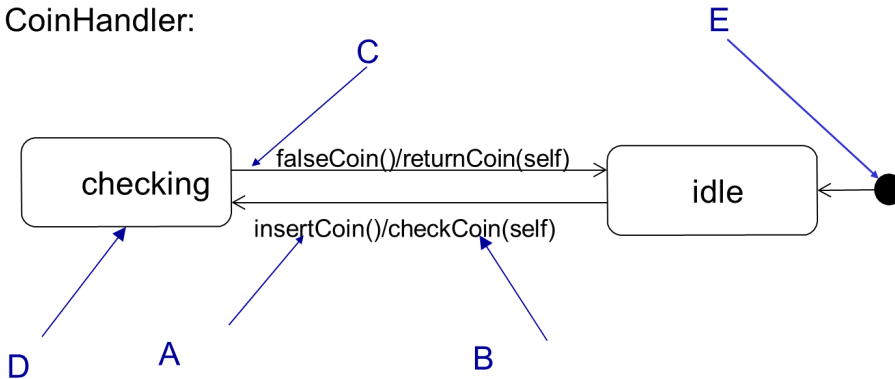 CoinHandler:
E
C
falseCoin()/returnCoin(self)
checking
idle
insertCoin()/checkCoin(self)
A
B
D